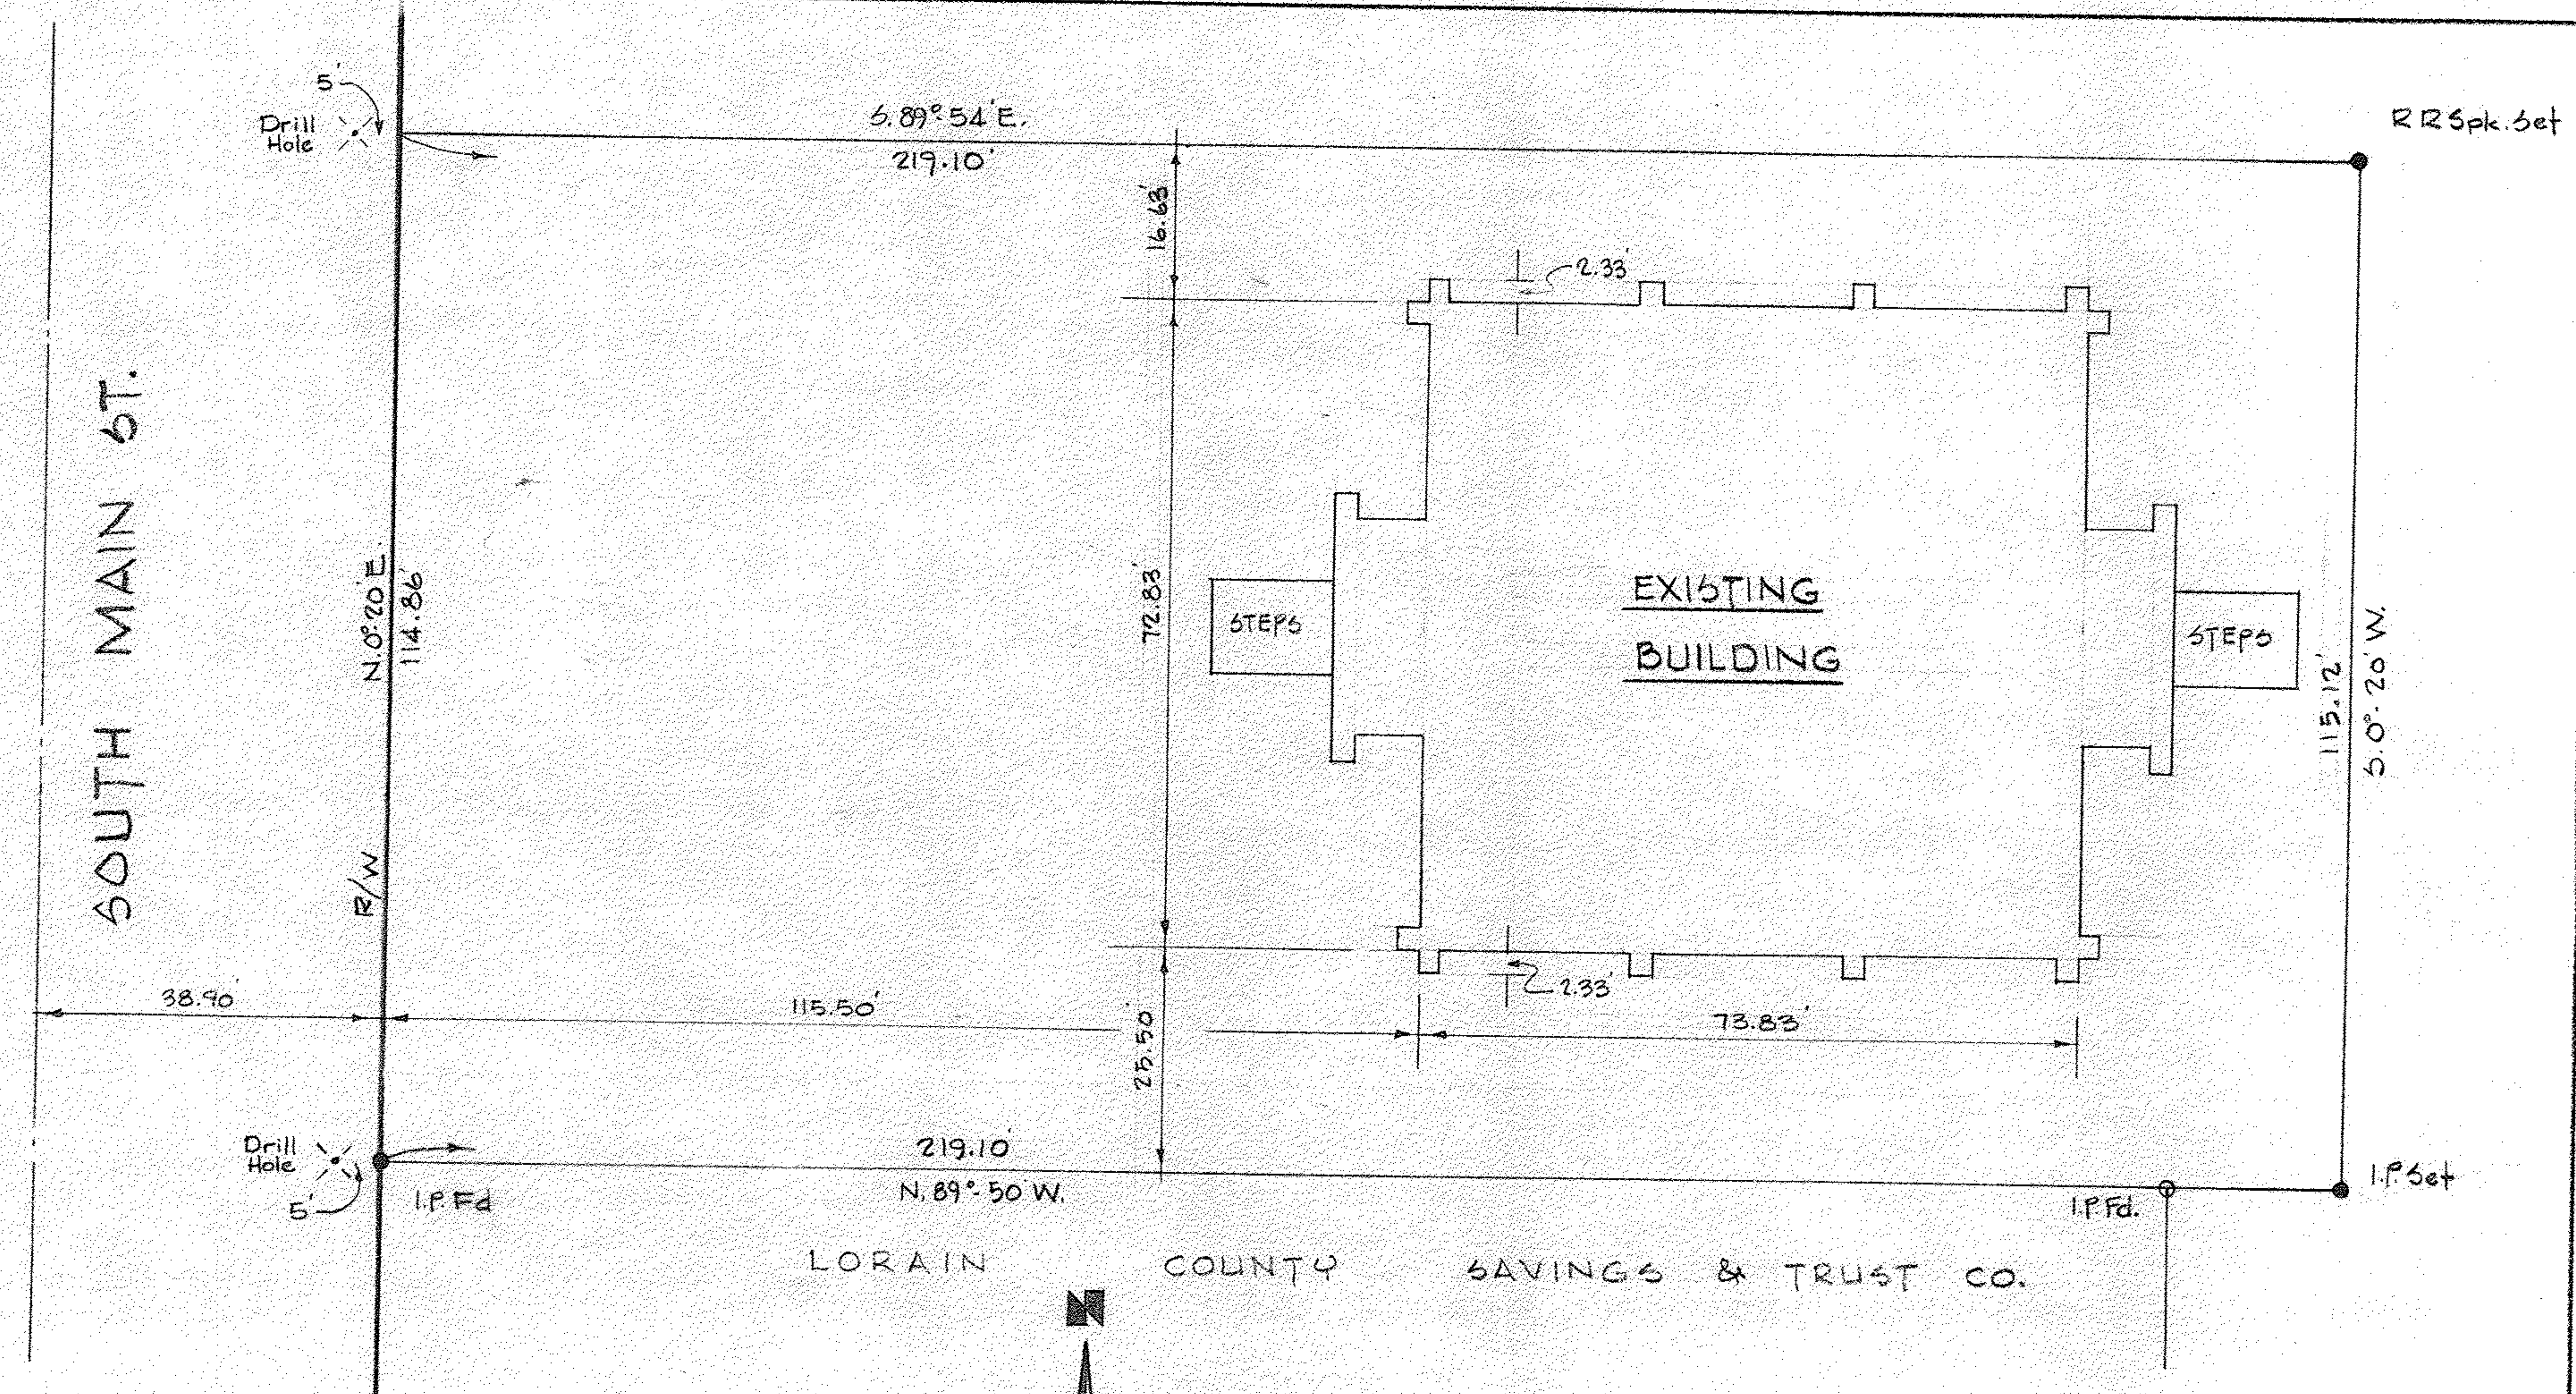 5'
Drill
Hole
S. 89°-54' E.
219.10'
R R Spk. Set
16.63'
2.33'
SOUTH MAIN ST.
N. 0°-20' E.
114.86'
R/W
72.83'
STEPS
EXISTING
BUILDING
STEPS
115.12'
S. 0°-20' W.
38.90'
115.50'
25.50'
2.33'
73.83'
Drill
Hole
5'
I.P. Fd
219.10'
N. 89°-50' W.
I.P. Fd.
I.P. Set
LORAIN COUNTY SAVINGS & TRUST CO.
N